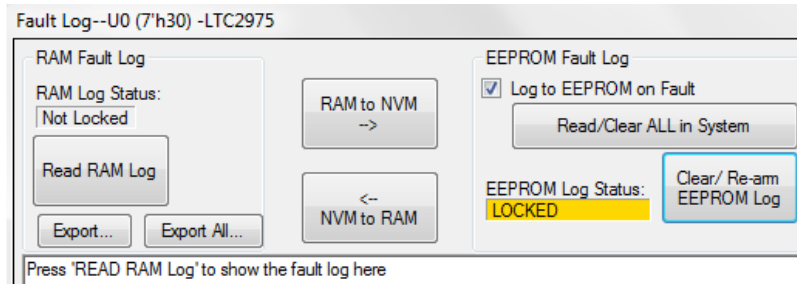 Fault Log--U0 (7'h30) -LTC2975
RAM Fault Log
RAM Log Status:
Not Locked
Read RAM Log
Export...
Export All...
RAM to NVM
-->
<--
NVM to RAM
EEPROM Fault Log
Log to EEPROM on Fault
Read/Clear ALL in System
EEPROM Log Status:
LOCKED
Clear/ Re-arm
EEPROM Log
Press "READ RAM Log" to show the fault log here